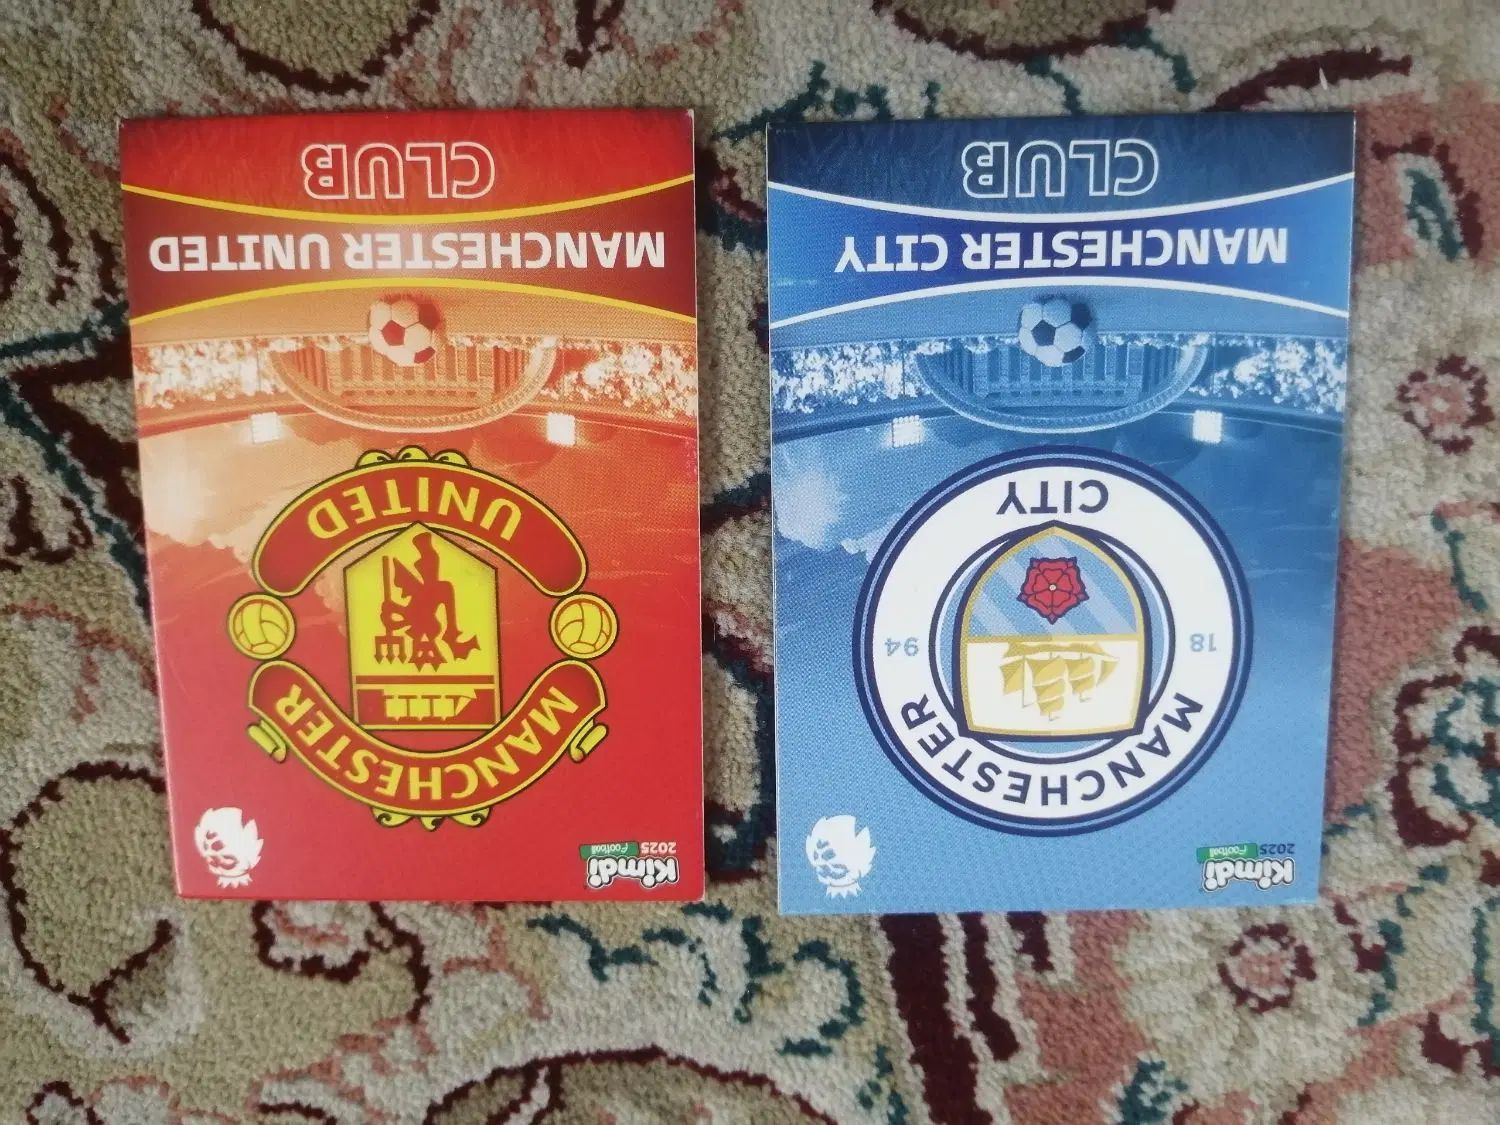 Kimdi
Football 2025
MANCHESTER
18 94
CITY
MANCHESTER CITY
CLUB
Kimdi
Football 2025
MANCHESTER
UNITED
MANCHESTER UNITED
CLUB